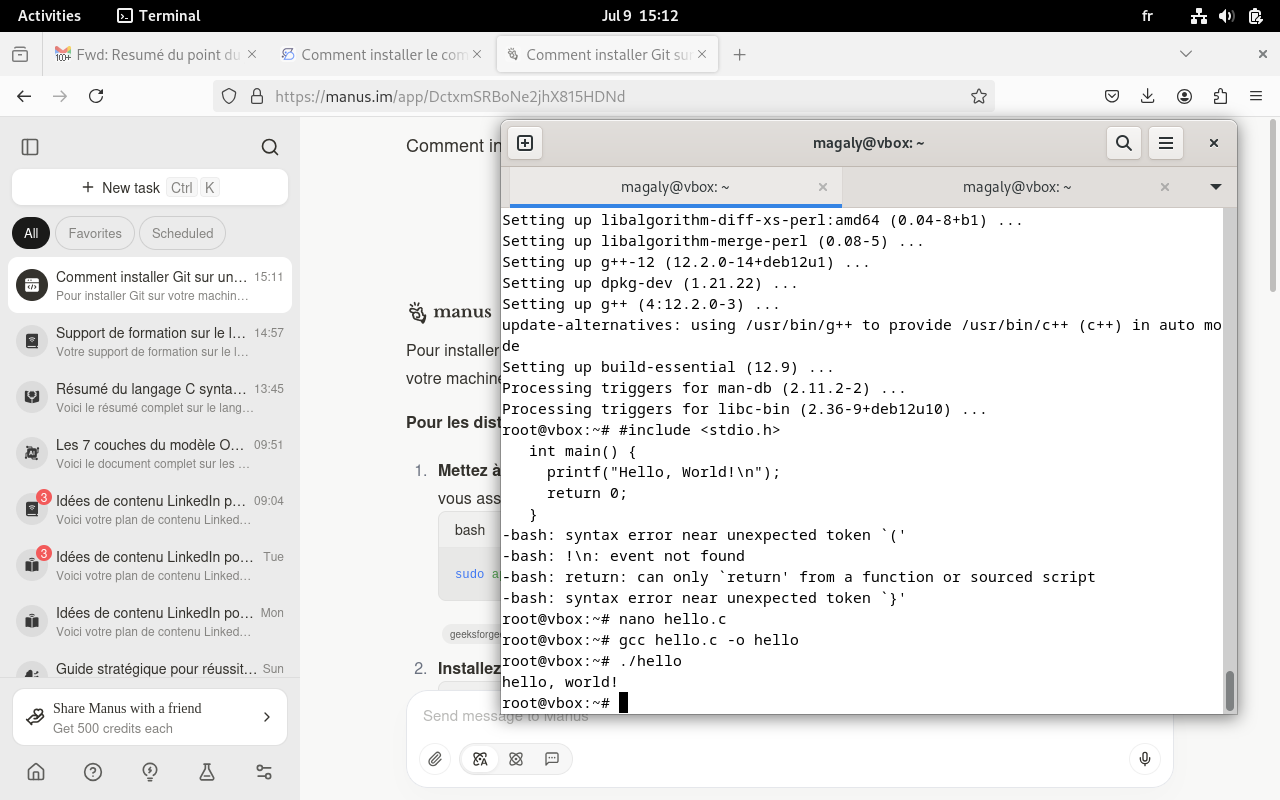 Activities
Terminal
Jul 9 15:12
fr
100+
Fwd: Resumé du point du
Comment installer le com
Comment installer Git sur
https://manus.im/app/DctxmSRBoNe2jhX815HDNd
New task Ctrl K
All
Favorites
Scheduled
Comment installer Git sur un… 15:11
Pour installer Git sur votre machin…
Support de formation sur le l… 14:57
Votre support de formation sur le l…
Résumé du langage C synta… 13:45
Voici le résumé complet sur le lang…
Les 7 couches du modèle O… 09:51
Voici le document complet sur les …
3
Idées de contenu LinkedIn p… 09:04
Voici votre plan de contenu Linked…
3
Idées de contenu LinkedIn po… Tue
Voici votre plan de contenu Linked…
Idées de contenu LinkedIn po… Mon
Voici votre plan de contenu Linked…
Guide stratégique pour réussit… Sun
Share Manus with a friend
Get 500 credits each
Comment in
manus
Pour installer
votre machine
Pour les dist
1. Mettez à
vous ass
bash
sudo ap
geeksforgee
2. Installez
Send message to Manus
magaly@vbox: ~
magaly@vbox: ~
magaly@vbox: ~
Setting up libalgorithm-diff-xs-perl:amd64 (0.04-8+b1) ...
Setting up libalgorithm-merge-perl (0.08-5) ...
Setting up g++-12 (12.2.0-14+deb12u1) ...
Setting up dpkg-dev (1.21.22) ...
Setting up g++ (4:12.2.0-3) ...
update-alternatives: using /usr/bin/g++ to provide /usr/bin/c++ (c++) in auto mo
de
Setting up build-essential (12.9) ...
Processing triggers for man-db (2.11.2-2) ...
Processing triggers for libc-bin (2.36-9+deb12u10) ...
root@vbox:~# #include <stdio.h>
int main() {
printf("Hello, World!\n");
return 0;
}
-bash: syntax error near unexpected token `('
-bash: !\n: event not found
-bash: return: can only `return' from a function or sourced script
-bash: syntax error near unexpected token `}'
root@vbox:~# nano hello.c
root@vbox:~# gcc hello.c -o hello
root@vbox:~# ./hello
hello, world!
root@vbox:~#